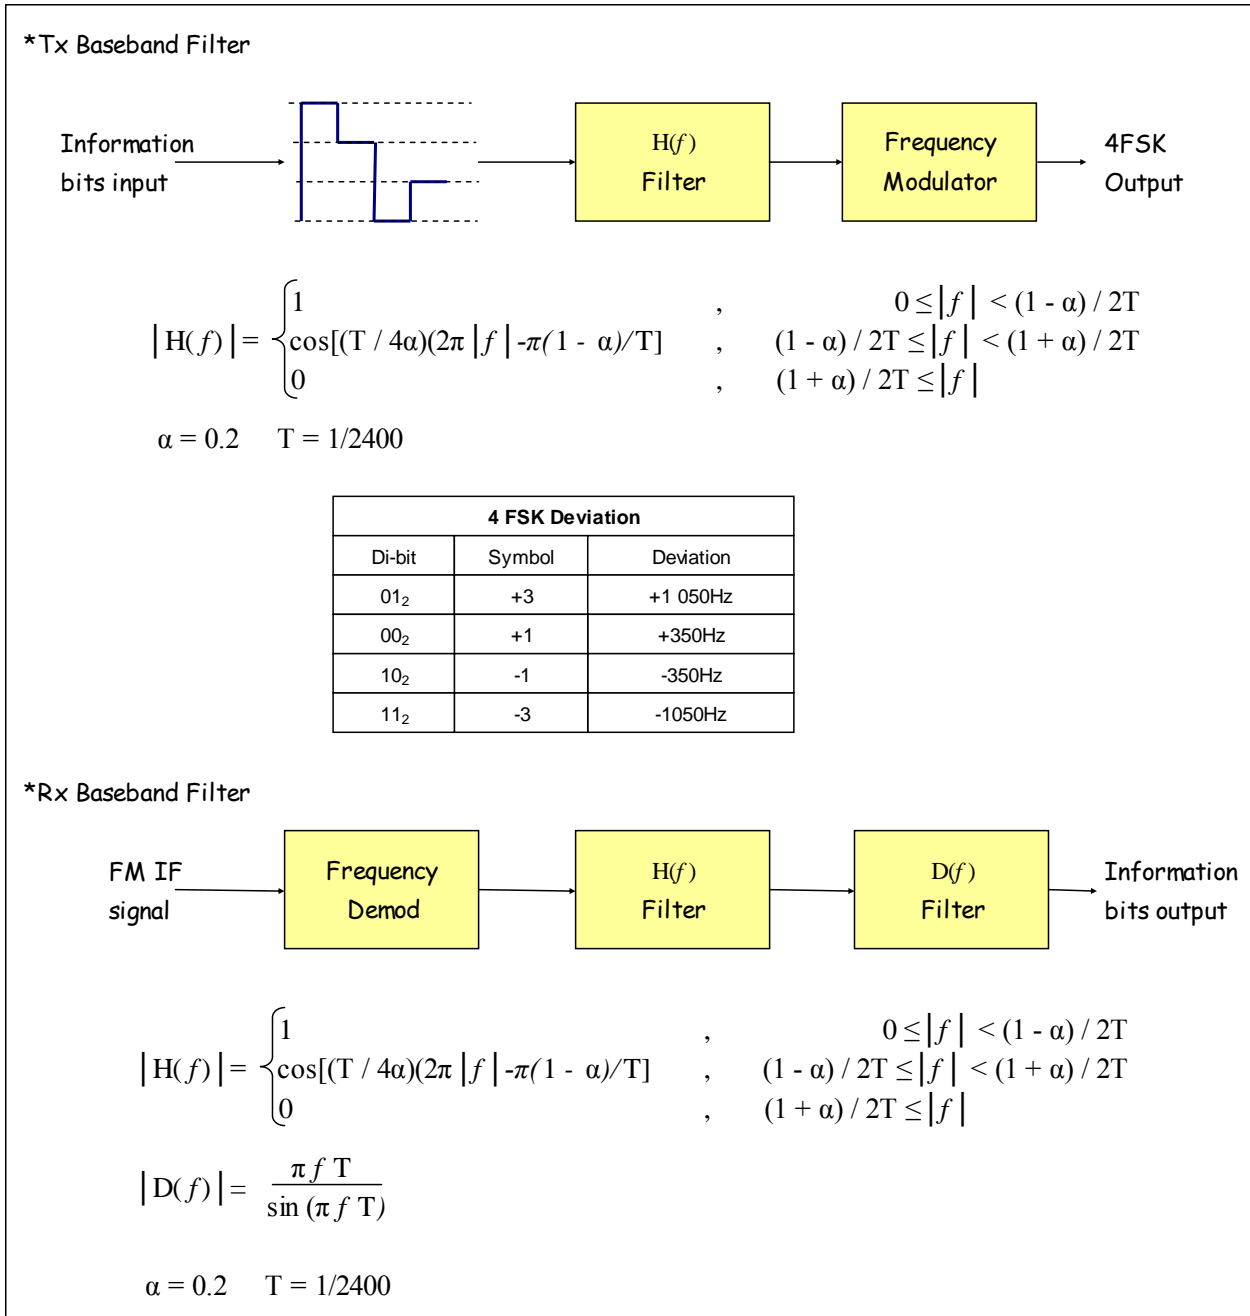 *Tx Baseband Filter
Information bits input
H(f) Filter
Frequency Modulator
4FSK Output
|H(f)| = {1 , 0 ≤ |f| < (1 - α) / 2T
cos[(T / 4α)(2π |f| -π(1 - α)/T] , (1 - α) / 2T ≤ |f| < (1 + α) / 2T
0 , (1 + α) / 2T ≤ |f|
α = 0.2 T = 1/2400
4 FSK Deviation
Di-bit Symbol Deviation
01₂ +3 +1 050Hz
00₂ +1 +350Hz
10₂ -1 -350Hz
11₂ -3 -1050Hz
*Rx Baseband Filter
FM IF signal
Frequency Demod
H(f) Filter
D(f) Filter
Information bits output
|H(f)| = {1 , 0 ≤ |f| < (1 - α) / 2T
cos[(T / 4α)(2π |f| -π(1 - α)/T] , (1 - α) / 2T ≤ |f| < (1 + α) / 2T
0 , (1 + α) / 2T ≤ |f|
|D(f)| = π f T / sin (π f T)
α = 0.2 T = 1/2400